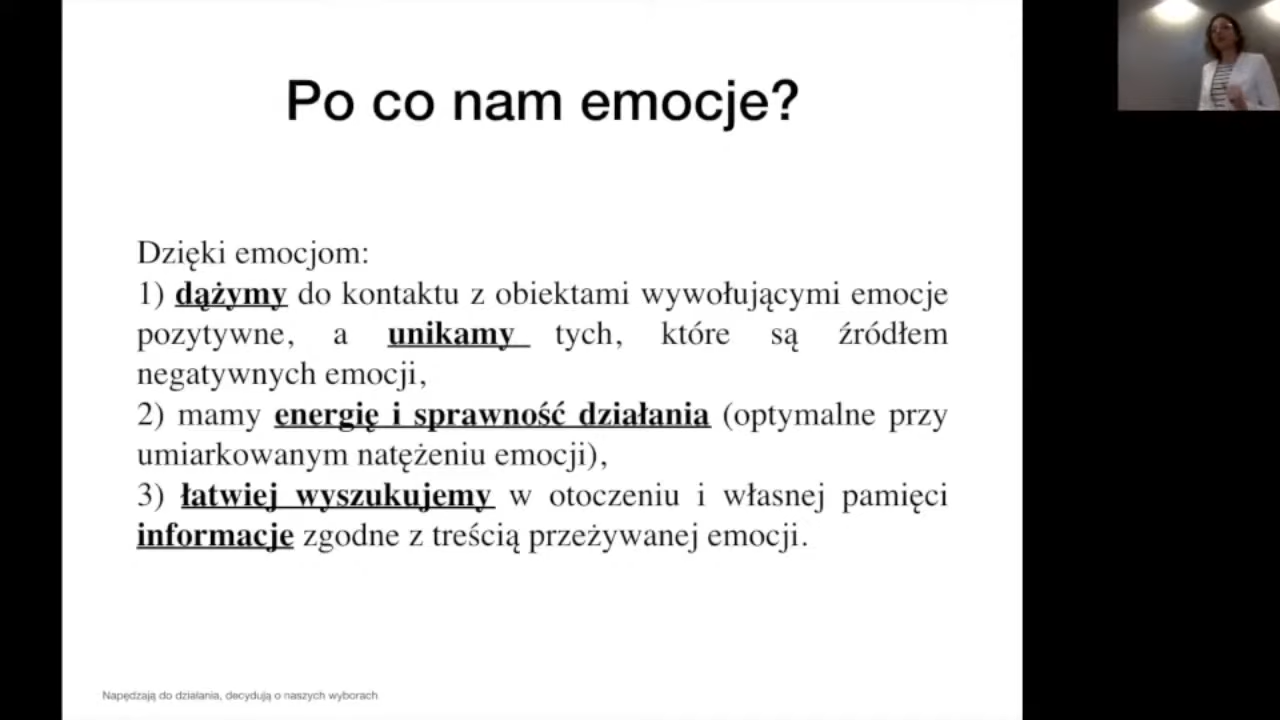 Po co nam emocje?
Dzięki emocjom:
1) dążymy do kontaktu z obiektami wywołującymi emocje
pozytywne, a unikamy tych, które są źródłem
negatywnych emocji,
2) mamy energię i sprawność działania (optymalne przy
umiarkowanym natężeniu emocji),
3) łatwiej wyszukujemy w otoczeniu i własnej pamięci
informacje zgodne z treścią przeżywanej emocji.
Napędzają do działania, decydują o naszych wyborach